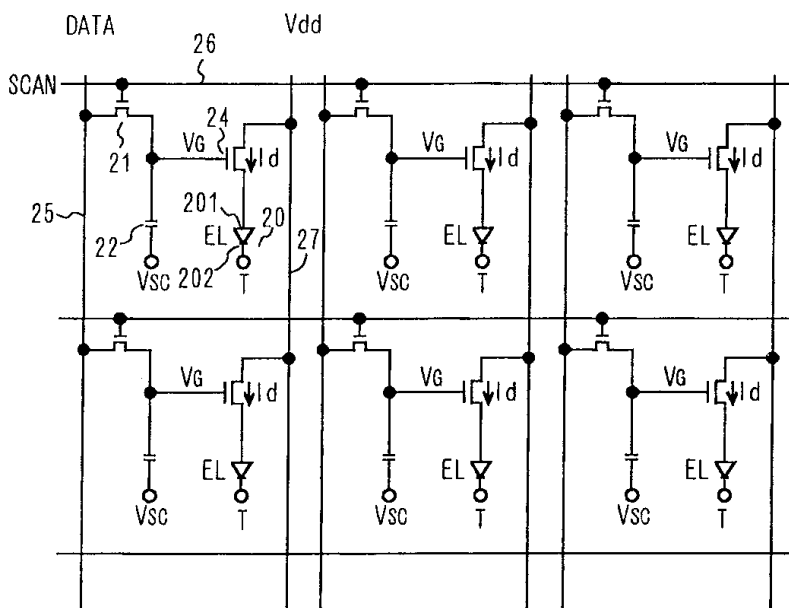 DATA Vdd
26
SCAN
21 VG 24 Id VG Id VG Id
25 22 201 EL 20 27 EL EL
202
VSC T VSC T VSC T
VG Id VG Id VG Id
EL EL EL
VSC T VSC T VSC T